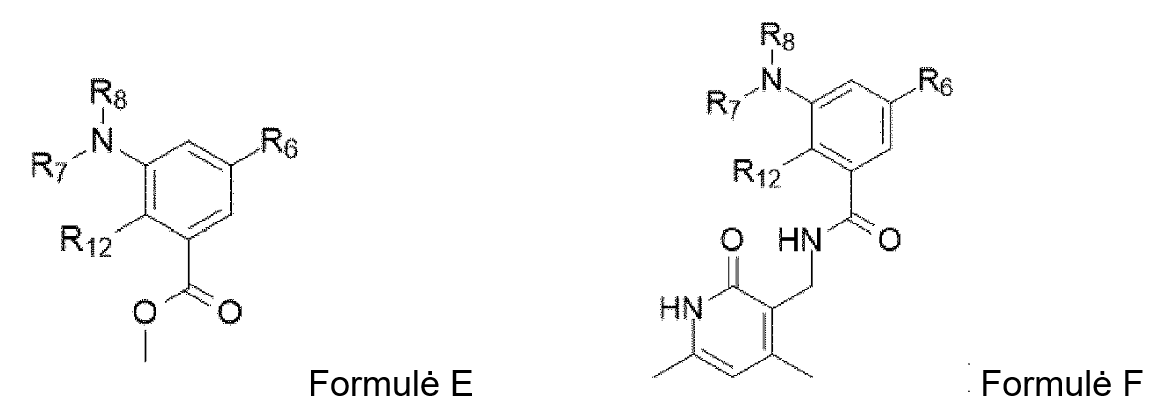 R8
N
R7
R6
R12
O O
Formulė E
R8
N
R6
R7
R12
O HN O
HN
Formulė F